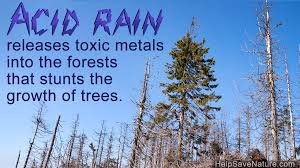 ACID RAIN
releases toxic metals
into the forests
that stunts the
growth of trees.
HelpSaveNature.com